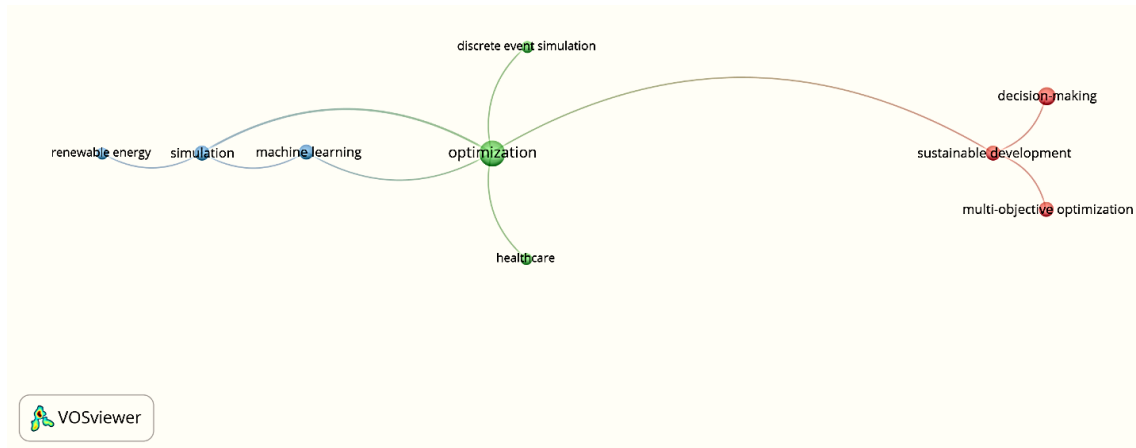 discrete event simulation
decision-making
renewable energy
simulation
machine learning
optimization
sustainable development
multi-objective optimization
healthcare
VOSviewer